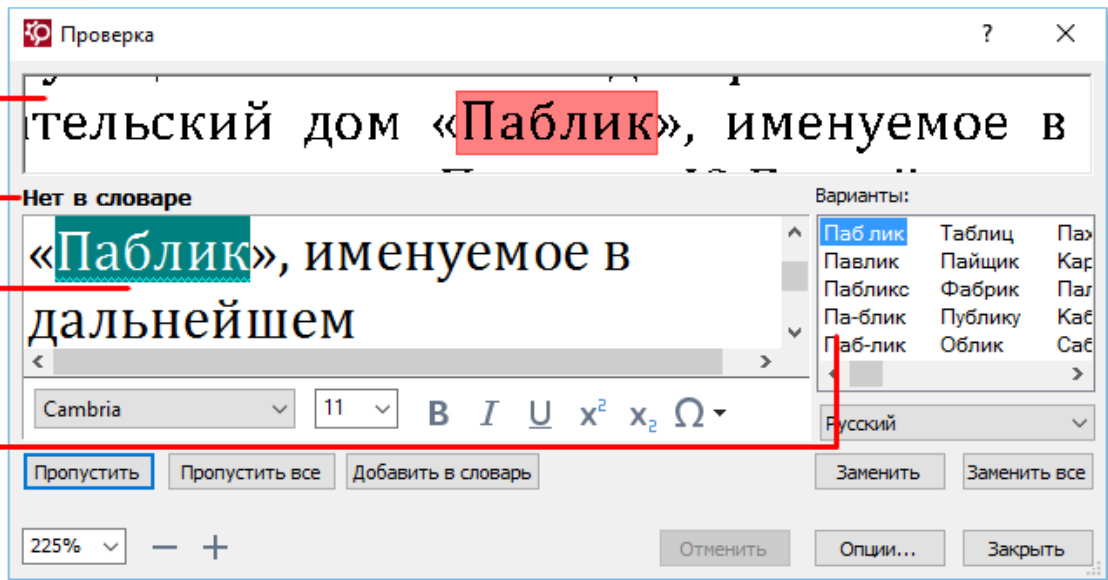 Проверка ?
тельский дом «Паблик», именуемое в
Нет в словаре
«Паблик», именуемое в
дальнейшем
Варианты:
Паб лик Таблиц
Павлик Пайщик
Пабликс Фабрик
Па-блик Публику
Паб-лик Облик
Cambria 11 B I U x² x₂ Ω
Русский
Пропустить Пропустить все Добавить в словарь Заменить Заменить все
225% Отменить Опции... Закрыть